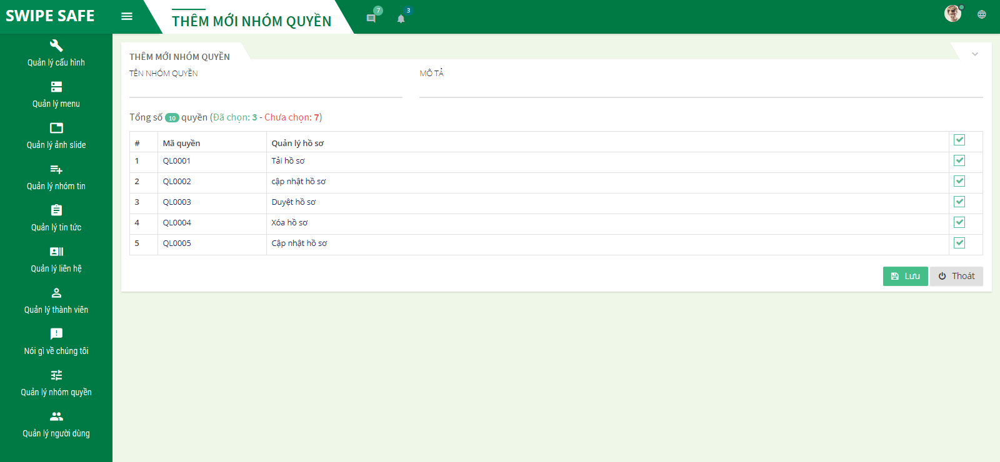 SWIPE SAFE
THÊM MỚI NHÓM QUYỀN
7
3
Quản lý cấu hình
Quản lý menu
Quản lý ảnh slide
Quản lý nhóm tin
Quản lý tin tức
Quản lý liên hệ
Quản lý thành viên
Nói gì về chúng tôi
Quản lý nhóm quyền
Quản lý người dùng
THÊM MỚI NHÓM QUYỀN
TÊN NHÓM QUYỀN
MÔ TẢ
Tổng số 10 quyền (Đã chọn: 3 - Chưa chọn: 7)
# Mã quyền Quản lý hồ sơ
1 QL0001 Tải hồ sơ
2 QL0002 cập nhật hồ sơ
3 QL0003 Duyệt hồ sơ
4 QL0004 Xóa hồ sơ
5 QL0005 Cập nhật hồ sơ
Lưu
Thoát